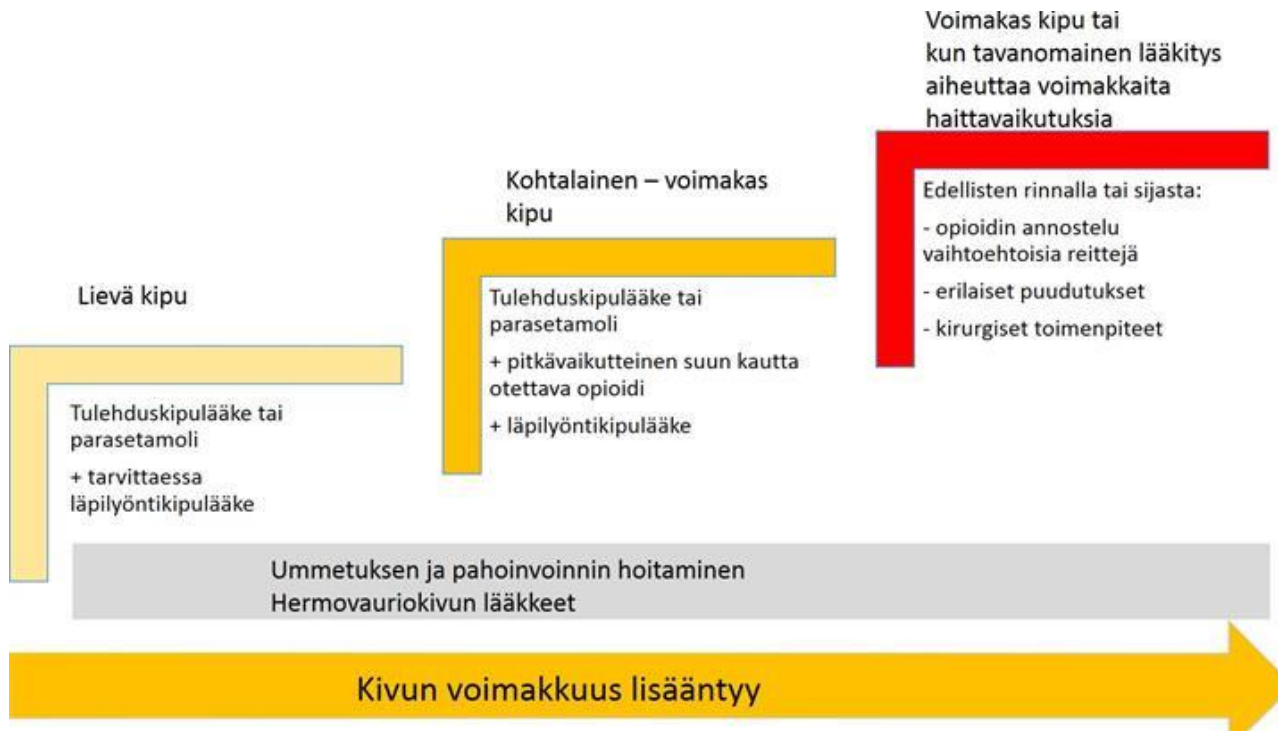 Lievä kipu
Tulehduskipulääke tai
parasetamoli
+ tarvittaessa
läpilyöntikipulääke
Kohtalainen – voimakas
kipu
Tulehduskipulääke tai
parasetamoli
+ pitkävaikutteinen suun kautta
otettava opioidi
+ läpilyöntikipulääke
Voimakas kipu tai
kun tavanomainen lääkitys
aiheuttaa voimakkaita
haittavaikutuksia
Edellisten rinnalla tai sijasta:
- opioidin annostelu
vaihtoehtoisia reittejä
- erilaiset puudutukset
- kirurgiset toimenpiteet
Ummetuksen ja pahoinvoinnin hoitaminen
Hermovauriokivun lääkkeet
Kivun voimakkuus lisääntyy